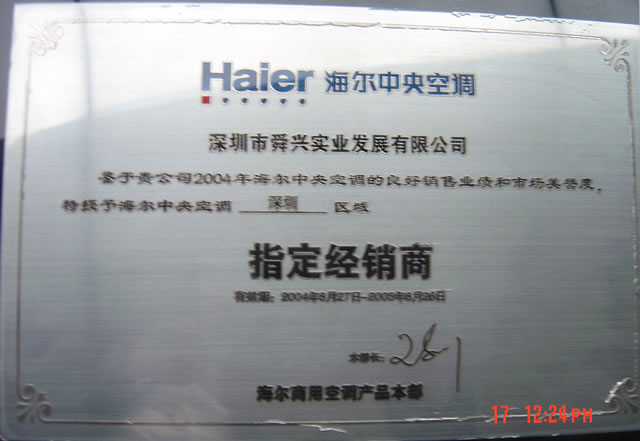 Haier 海尔中央空调
深圳市舜兴实业发展有限公司
鉴于贵公司2004年海尔中央空调的良好销售业绩和市场美誉度,
特授予海尔中央空调 深圳 区域
指定经销商
有效期：2004年8月27日—2005年8月26日
本部长：
海尔商用空调产品本部
17 12:24PM